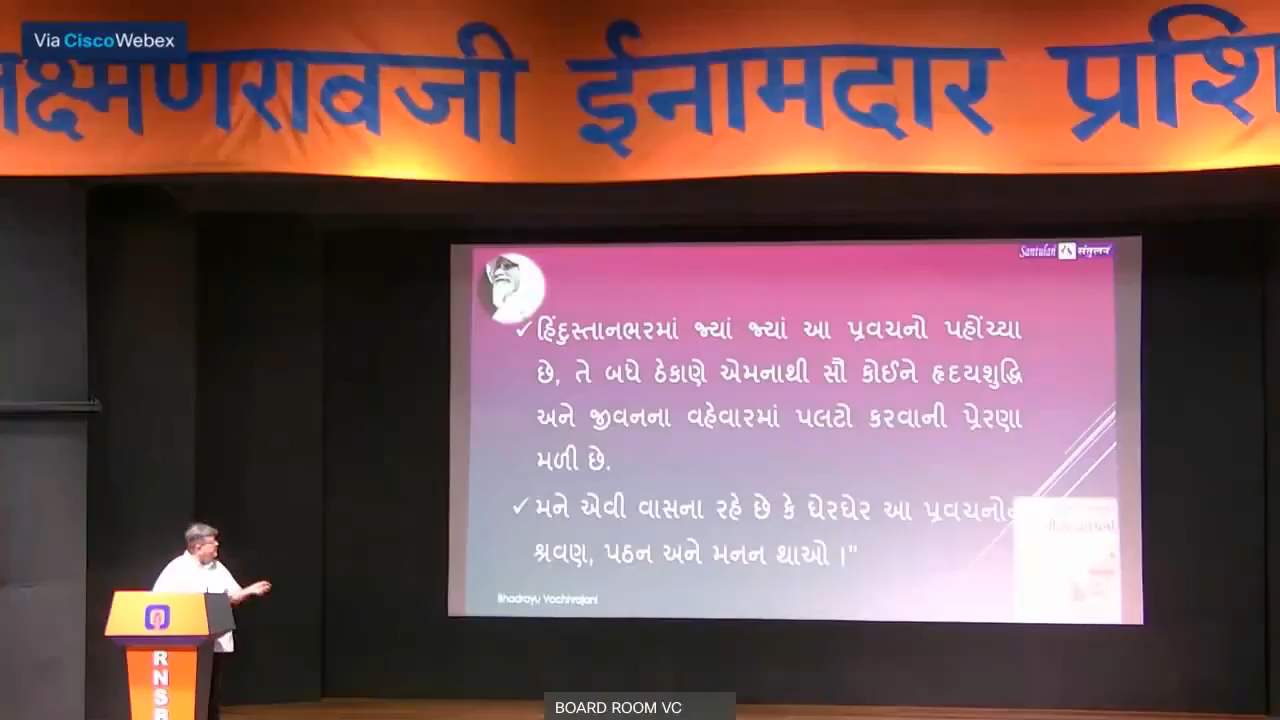 Via CiscoWebex
लक्ष्मणरावजी ईनामदार प्रशि
Santulan संतुलन
✓ હિંદુસ્તાનભરમાં જ્યાં જ્યાં આ પ્રવચનો પહોંચ્યા
છે, તે બધે ઠેકાણે એમનાથી સૌ કોઈને હૃદયશુદ્ધિ
અને જીવનના વહેવારમાં પલટો કરવાની પ્રેરણા
મળી છે.
✓ મને એવી વાસના રહે છે કે ઘેરઘેર આ
શ્રવણ, પઠન અને મનન થાઓ ।"
Bhadrayu Vachhrajani
RNSB
BOARD ROOM VC